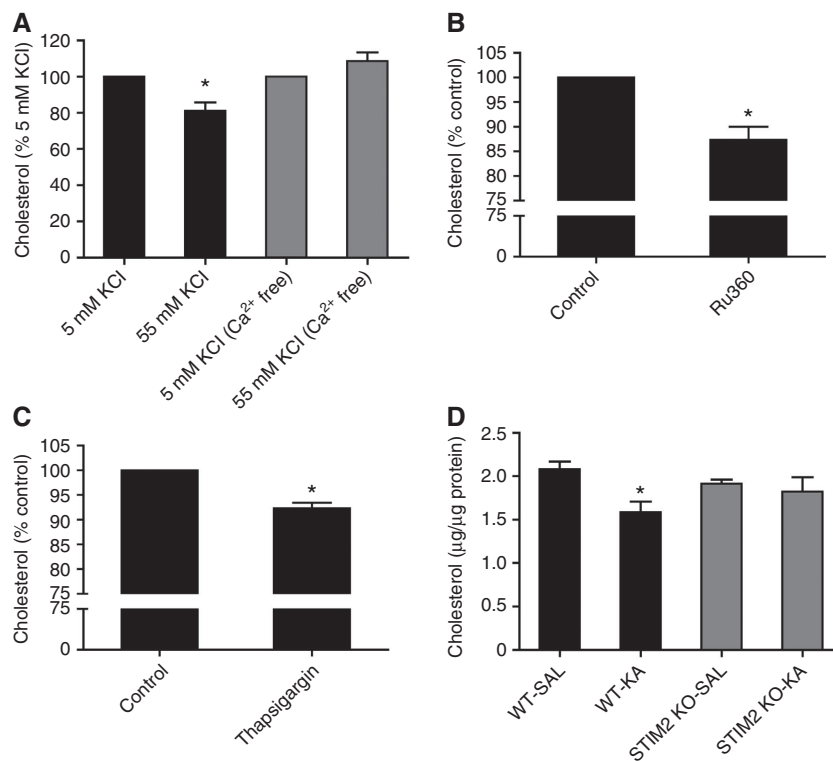 A
Cholesterol (% 5 mM KCl)
120
100
80
60
40
20
0
*
5 mM KCl
55 mM KCl
5 mM KCl (Ca2+ free)
55 mM KCl (Ca2+ free)
B
Cholesterol (% control)
105
100
95
90
85
80
75
75
0
*
Control
Ru360
C
Cholesterol (% control)
105
100
95
90
85
80
75
75
0
*
Control
Thapsigargin
D
Cholesterol (μg/μg protein)
2.5
2.0
1.5
1.0
0.5
0
*
WT-SAL
WT-KA
STIM2 KO-SAL
STIM2 KO-KA